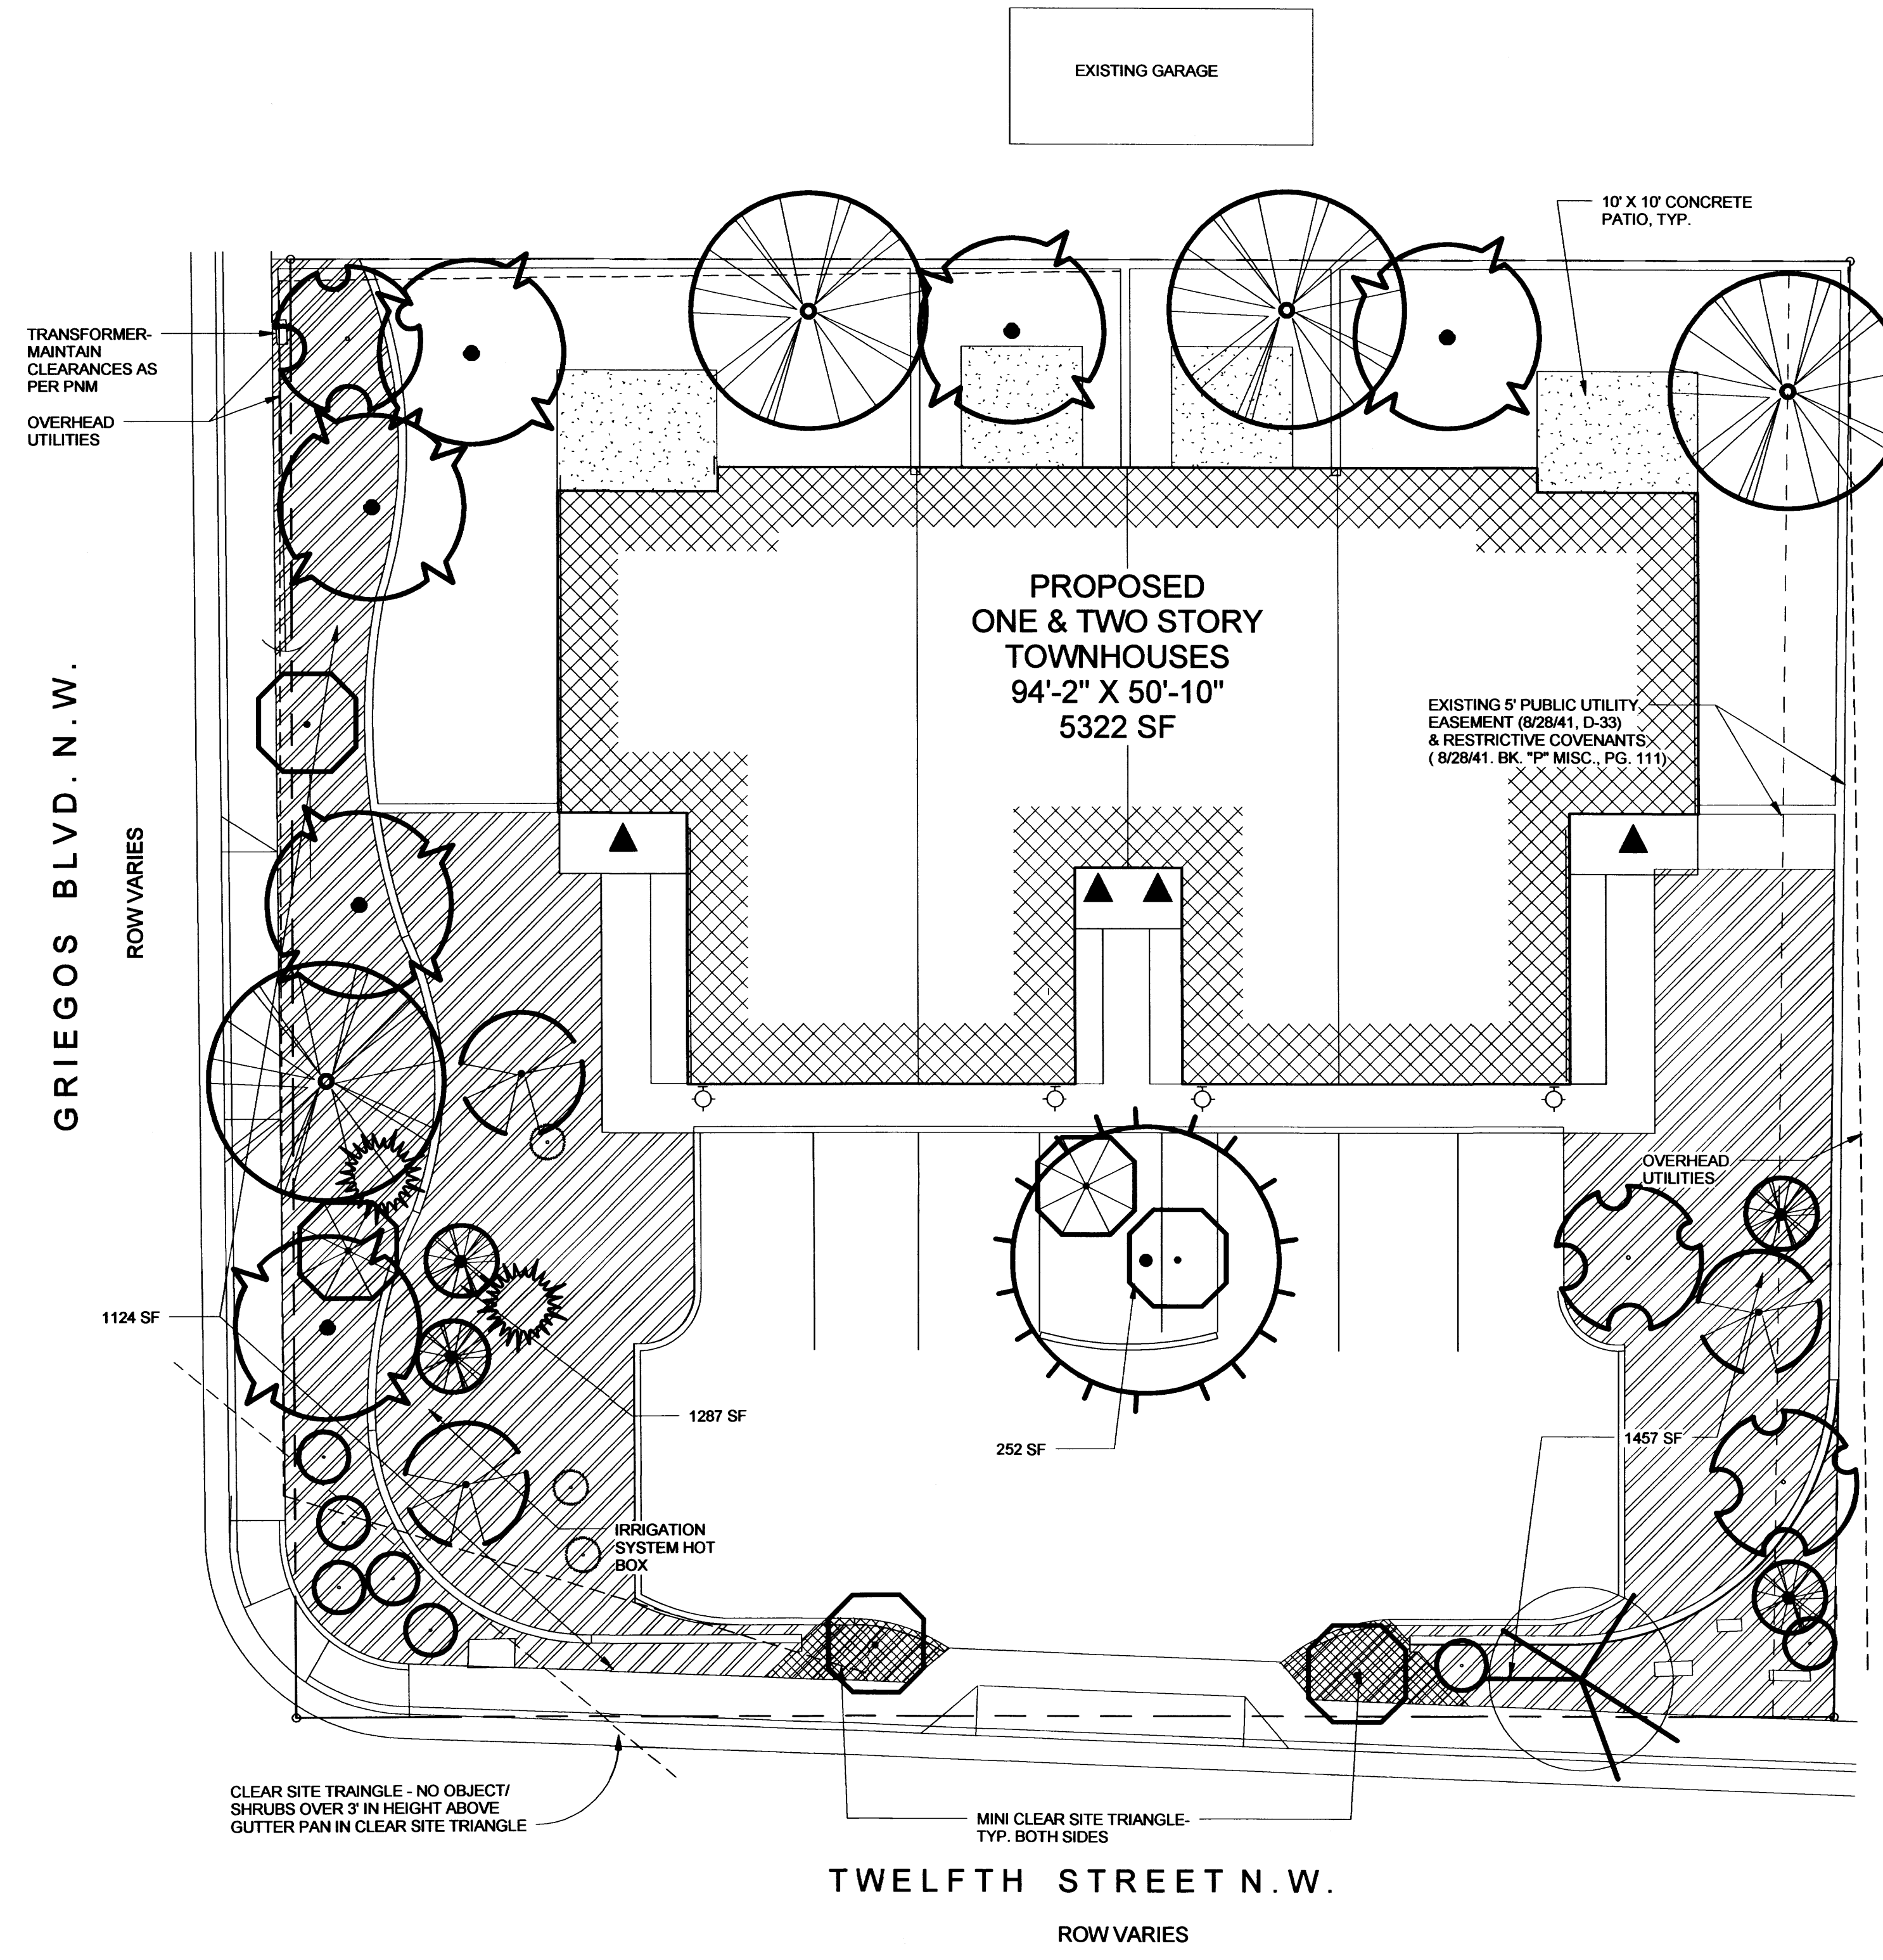 EXISTING GARAGE
10' X 10' CONCRETE
PATIO, TYP.
TRANSFORMER-
MAINTAIN
CLEARANCES AS
PER PNM
OVERHEAD
UTILITIES
PROPOSED
ONE & TWO STORY
TOWNHOUSES
94'-2" X 50'-10"
5322 SF
EXISTING 5' PUBLIC UTILITY
EASEMENT (8/28/41, D-33)
& RESTRICTIVE COVENANTS
( 8/28/41. BK. "P" MISC., PG. 111)
GRIEGOS BLVD. N.W.
ROW VARIES
OVERHEAD
UTILITIES
1124 SF
1287 SF
252 SF
1457 SF
IRRIGATION
SYSTEM HOT
BOX
CLEAR SITE TRAINGLE - NO OBJECT/
SHRUBS OVER 3' IN HEIGHT ABOVE
GUTTER PAN IN CLEAR SITE TRIANGLE
MINI CLEAR SITE TRIANGLE-
TYP. BOTH SIDES
TWELFTH STREET N.W.
ROW VARIES